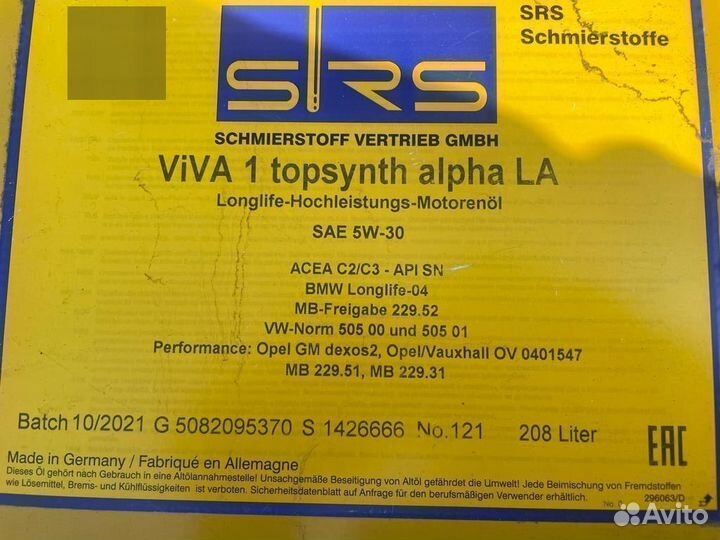 SRS
Schmierstoffe
SRS
SCHMIERSTOFF VERTRIEB GMBH
ViVA 1 topsynth alpha LA
Longlife-Hochleistungs-Motorenöl
SAE 5W-30
ACEA C2/C3 - API SN
BMW Longlife-04
MB-Freigabe 229.52
VW-Norm 505 00 und 505 01
Performance: Opel GM dexos2, Opel/Vauxhall OV 0401547
MB 229.51, MB 229.31
Batch 10/2021 G 5082095370 S 1426666 No.121 208 Liter
EAC
Made in Germany / Fabriqué en Allemagne
Dieses Öl gehört nach Gebrauch in eine Altölannahmestelle! Unsachgemäße Beseitigung von Altöl gefährdet die Umwelt! Jede Beimischung von Fremdstoffen
wie Lösemittel, Brems- und Kühlflüssigkeiten ist verboten. Sicherheitsdatenblatt auf Anfrage für den berufsmäßigen Verwender erhältlich.
296063/D
Avito